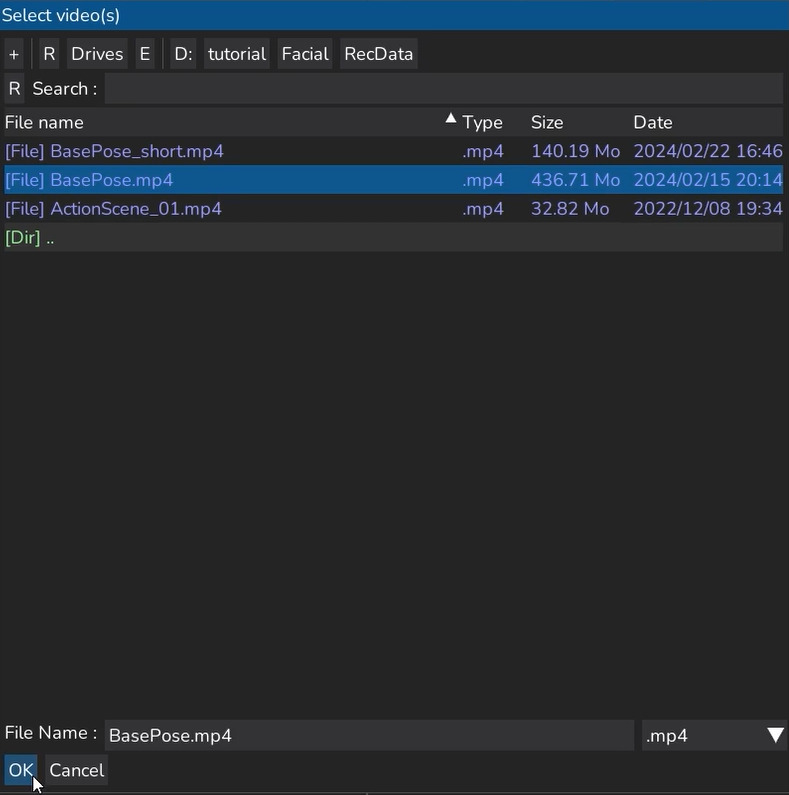 Select video(s)
+ R Drives E D: tutorial Facial RecData
R Search :
File name Type Size Date
[File] BasePose_short.mp4 .mp4 140.19 Mo 2024/02/22 16:46
[File] BasePose.mp4 .mp4 436.71 Mo 2024/02/15 20:14
[File] ActionScene_01.mp4 .mp4 32.82 Mo 2022/12/08 19:34
[Dir] ..
File Name : BasePose.mp4 .mp4
OK Cancel